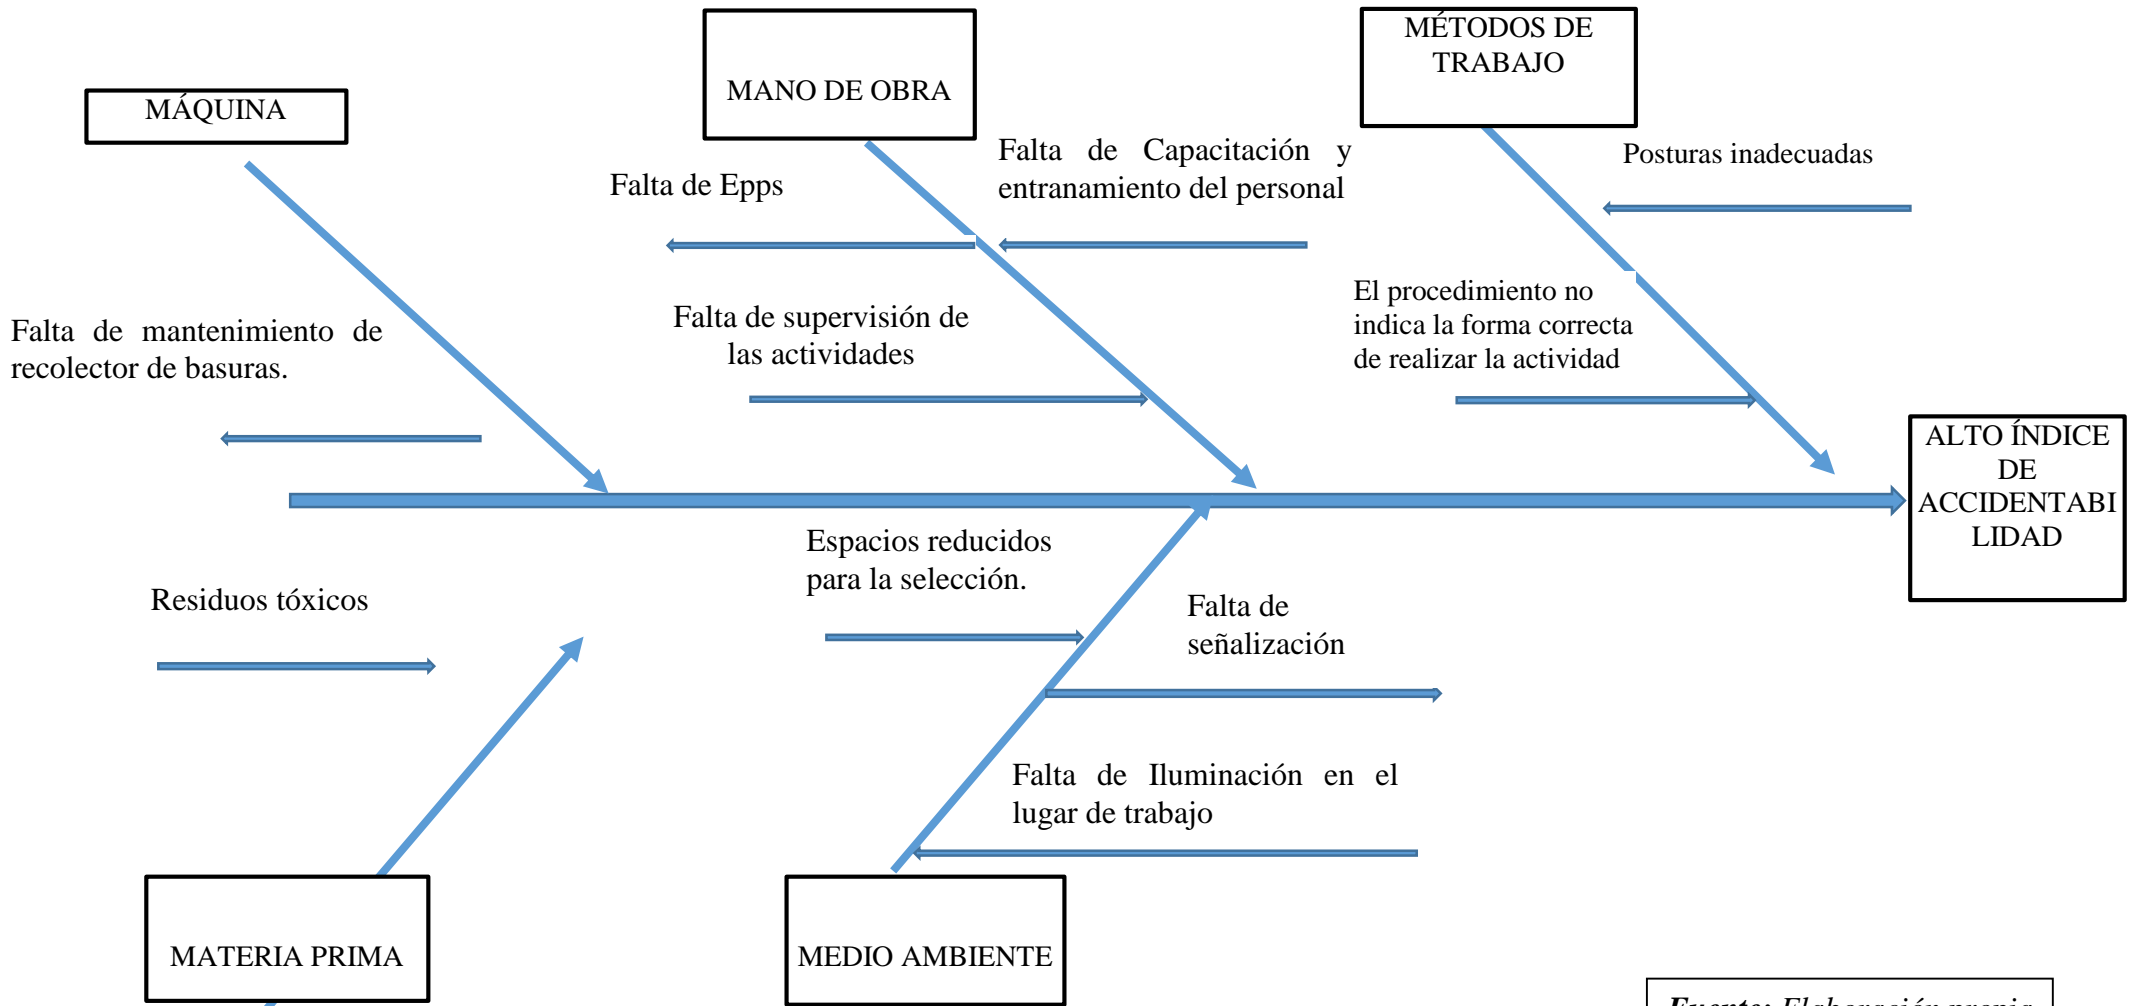 MÁQUINA
MANO DE OBRA
MÉTODOS DE
TRABAJO
Falta de Epps
Falta de Capacitación y
entranamiento del personal
Posturas inadecuadas
Falta de mantenimiento de
recolector de basuras.
Falta de supervisión de
las actividades
El procedimiento no
indica la forma correcta
de realizar la actividad
ALTO ÍNDICE
DE
ACCIDENTABI
LIDAD
Residuos tóxicos
Espacios reducidos
para la selección.
Falta de
señalización
Falta de Iluminación en el
lugar de trabajo
MATERIA PRIMA
MEDIO AMBIENTE
Fuente: Elaboración propia